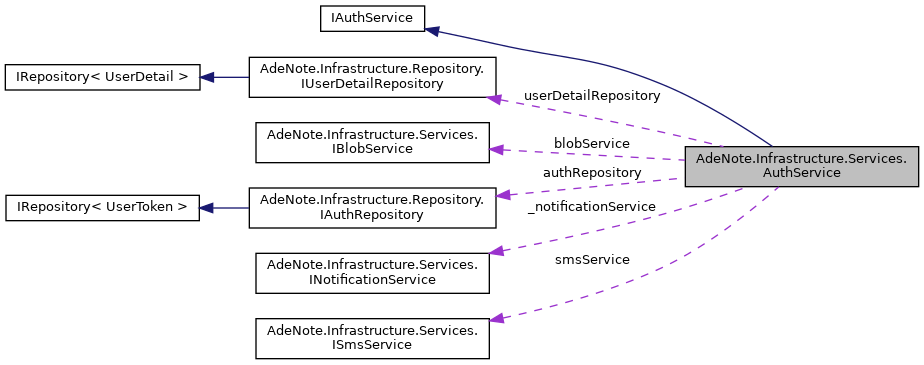 IAuthService
IRepository< UserDetail >
AdeNote.Infrastructure.Repository.
IUserDetailRepository
userDetailRepository
AdeNote.Infrastructure.Services.
IBlobService
blobService
AdeNote.Infrastructure.Services.
AuthService
authRepository
IRepository< UserToken >
AdeNote.Infrastructure.Repository.
IAuthRepository
_notificationService
AdeNote.Infrastructure.Services.
INotificationService
smsService
AdeNote.Infrastructure.Services.
ISmsService